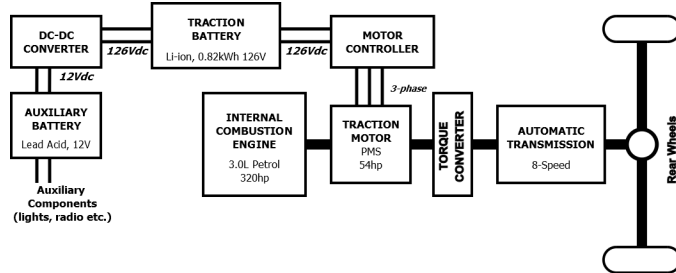 DC-DC
CONVERTER
126Vdc
TRACTION
BATTERY
Li-ion, 0.82kWh 126V
126Vdc
MOTOR
CONTROLLER
12Vdc
3-phase
AUXILIARY
BATTERY
Lead Acid, 12V
Auxiliary
Components
(lights, radio etc.)
INTERNAL
COMBUSTION
ENGINE
3.0L Petrol
320hp
TRACTION
MOTOR
PMS
54hp
TORQUE
CONVERTER
AUTOMATIC
TRANSMISSION
8-Speed
Rear Wheels